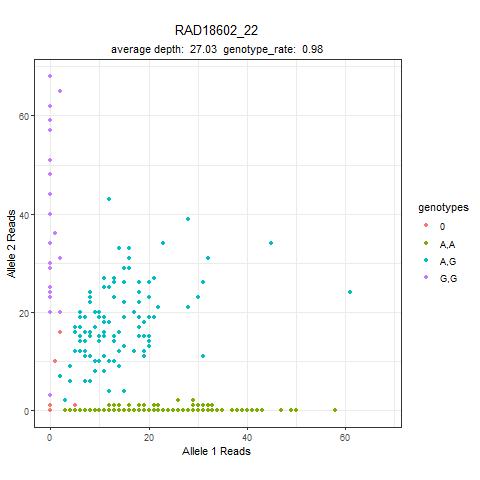 RAD18602_22
average depth:  27.03  genotype_rate:  0.98
60
40
20
0
Allele 2 Reads
0
20
40
60
Allele 1 Reads
genotypes
0
A,A
A,G
G,G